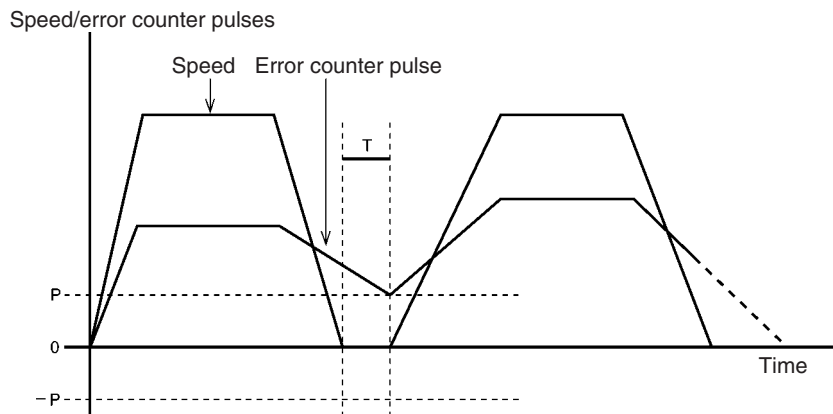 Speed/error counter pulses
Speed
Error counter pulse
T
P
0
Time
−P